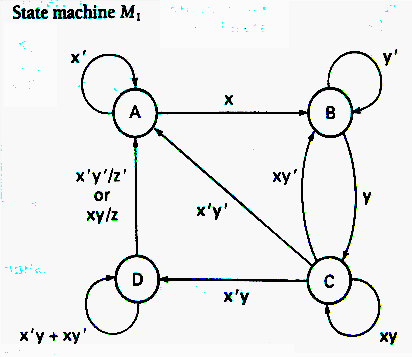 State machine M1
x'
y'
A
x
B
x'y'/z'
or
xy/z
xy'
y
x'y'
D
C
x'y
x'y + xy'
xy